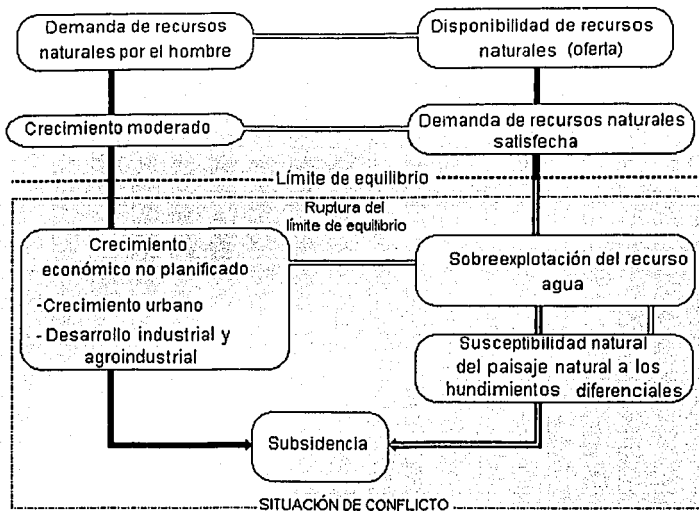 Demanda de recursos
naturales por el hombre
Disponibilidad de recursos
naturales (oferta)
Crecimiento moderado
Demanda de recursos naturales
satisfecha
Límite de equilibrio
Ruptura del
límite de equilibrio
Crecimiento
económico no planificado
-Crecimiento urbano
- Desarrollo industrial y
agroindustrial
Sobreexplotación del recurso
agua
Susceptibilidad natural
del paisaje natural a los
hundimientos diferenciales
Subsidencia
SITUACIÓN DE CONFLICTO